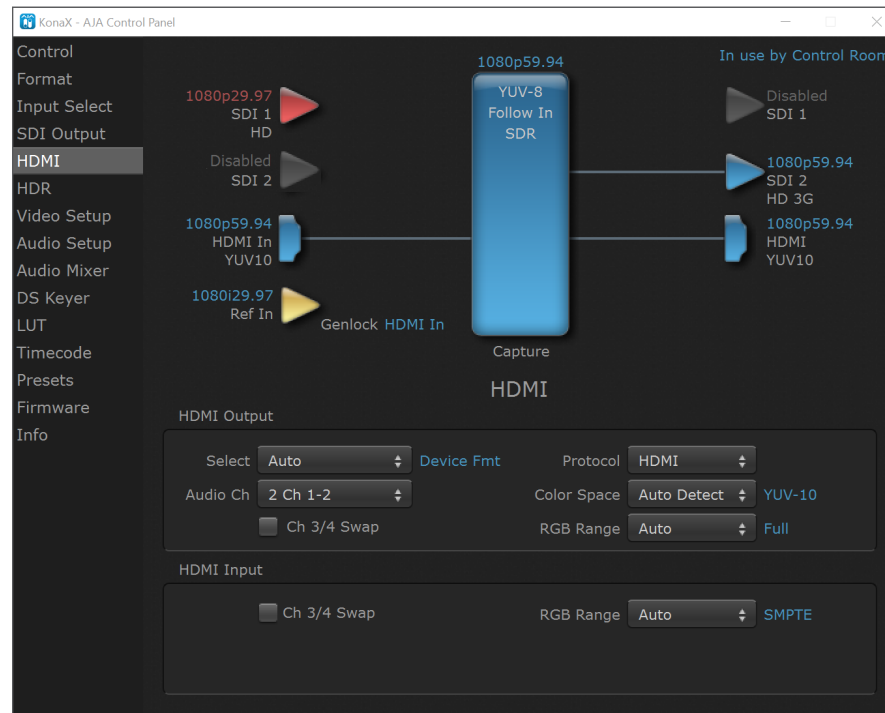 KonaX - AJA Control Panel
Control
Format
Input Select
SDI Output
HDMI
HDR
Video Setup
Audio Setup
Audio Mixer
DS Keyer
LUT
Timecode
Presets
Firmware
Info
1080p59.94
In use by Control Room
YUV-8
Follow In
SDR
1080p29.97
SDI 1
HD
Disabled
SDI 1
Disabled
SDI 2
1080p59.94
SDI 2
HD 3G
1080p59.94
HDMI In
YUV10
1080p59.94
HDMI
YUV10
1080i29.97
Ref In
Genlock HDMI In
Capture
HDMI
HDMI Output
Select Auto Device Fmt Protocol HDMI
Audio Ch 2 Ch 1-2 Color Space Auto Detect YUV-10
Ch 3/4 Swap RGB Range Auto Full
HDMI Input
Ch 3/4 Swap RGB Range Auto SMPTE